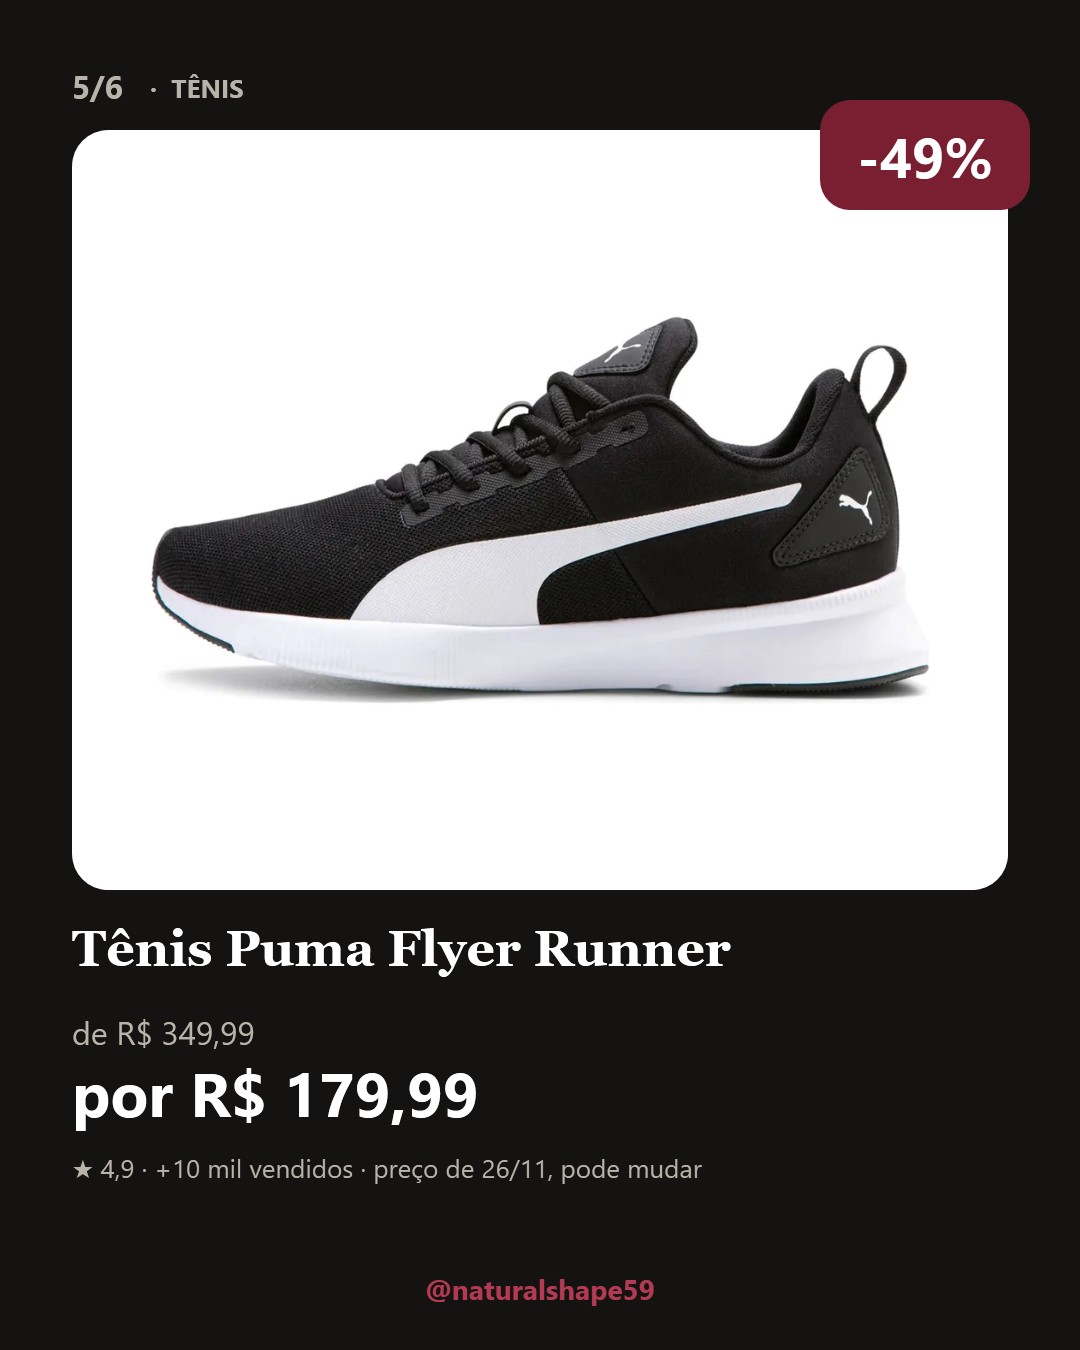 5/6 · TÊNIS
-49%
Tênis Puma Flyer Runner
de R$ 349,99
por R$ 179,99
★ 4,9 · +10 mil vendidos · preço de 26/11, pode mudar
@naturalshape59